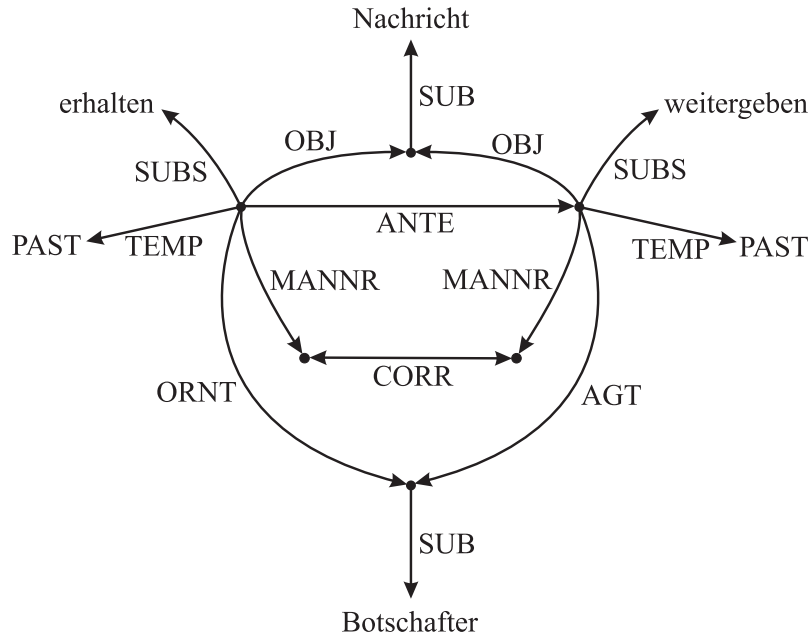 Nachricht
SUB
erhalten
weitergeben
OBJ
OBJ
SUBS
SUBS
ANTE
PAST
TEMP
TEMP
PAST
MANNR
MANNR
CORR
ORNT
AGT
SUB
Botschafter